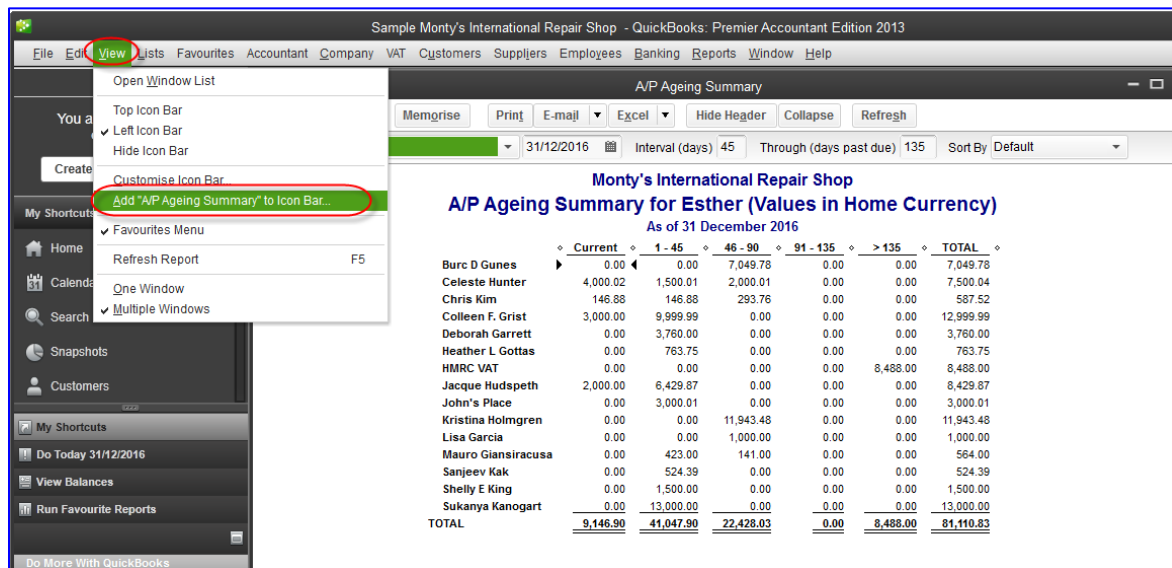 Sample Monty's International Repair Shop - QuickBooks: Premier Accountant Edition 2013
File Edit View Lists Favourites Accountant Company VAT Customers Suppliers Employees Banking Reports Window Help
Open Window List
Top Icon Bar
Left Icon Bar
Hide Icon Bar
Customise Icon Bar...
Add "A/P Ageing Summary" to Icon Bar...
Favourites Menu
Refresh Report F5
One Window
Multiple Windows
You a
Create
My Shortcuts
Home
Calenda
Search
Snapshots
Customers
My Shortcuts
Do Today 31/12/2016
View Balances
Run Favourite Reports
Do More With QuickBooks
A/P Ageing Summary
Memorise Print E-mail Excel Hide Header Collapse Refresh
31/12/2016 Interval (days) 45 Through (days past due) 135 Sort By Default
Monty's International Repair Shop
A/P Ageing Summary for Esther (Values in Home Currency)
As of 31 December 2016
Current 1 - 45 46 - 90 91 - 135 > 135 TOTAL
Burc D Gunes 0.00 0.00 7,049.78 0.00 0.00 7,049.78
Celeste Hunter 4,000.02 1,500.01 2,000.01 0.00 0.00 7,500.04
Chris Kim 146.88 146.88 293.76 0.00 0.00 587.52
Colleen F. Grist 3,000.00 9,999.99 0.00 0.00 0.00 12,999.99
Deborah Garrett 0.00 3,760.00 0.00 0.00 0.00 3,760.00
Heather L Gottas 0.00 763.75 0.00 0.00 0.00 763.75
HMRC VAT 0.00 0.00 0.00 0.00 8,488.00 8,488.00
Jacque Hudspeth 2,000.00 6,429.87 0.00 0.00 0.00 8,429.87
John's Place 0.00 3,000.01 0.00 0.00 0.00 3,000.01
Kristina Holmgren 0.00 0.00 11,943.48 0.00 0.00 11,943.48
Lisa Garcia 0.00 0.00 1,000.00 0.00 0.00 1,000.00
Mauro Giansiracusa 0.00 423.00 141.00 0.00 0.00 564.00
Sanjeev Kak 0.00 524.39 0.00 0.00 0.00 524.39
Shelly E King 0.00 1,500.00 0.00 0.00 0.00 1,500.00
Sukanya Kanogart 0.00 13,000.00 0.00 0.00 0.00 13,000.00
TOTAL 9,146.90 41,047.90 22,428.03 0.00 8,488.00 81,110.83